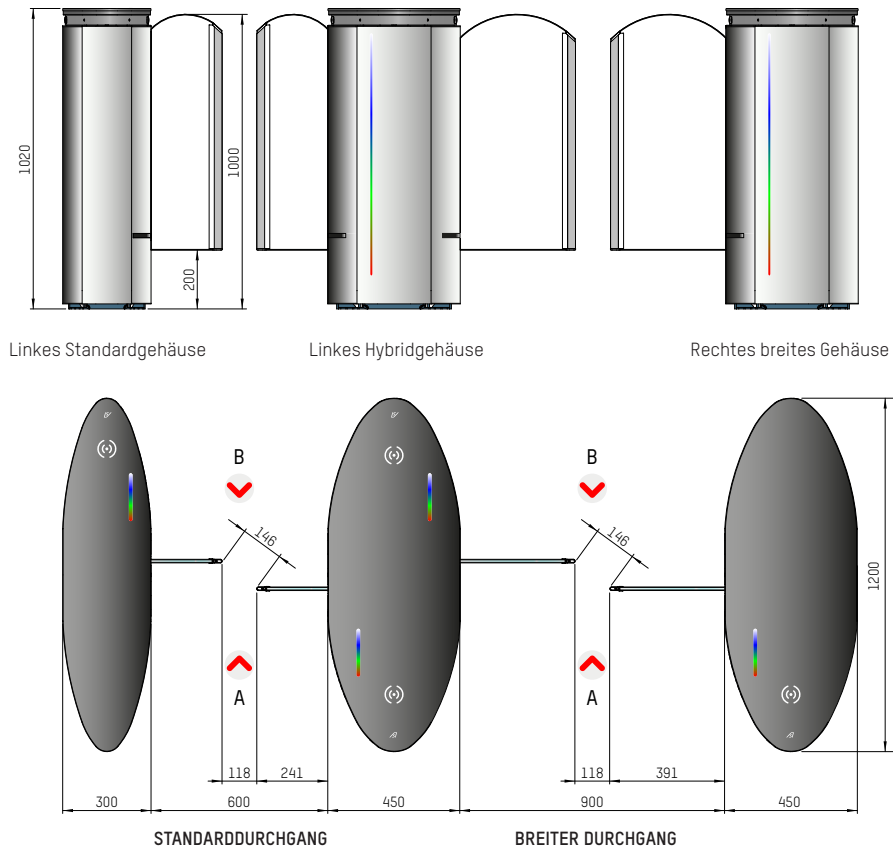 1020
1000
200
Linkes Standardgehäuse
Linkes Hybridgehäuse
Rechtes breites Gehäuse
B
B
146
146
1200
A
A
118
241
118
391
300
600
450
900
450
STANDARDDURCHGANG
BREITER DURCHGANG